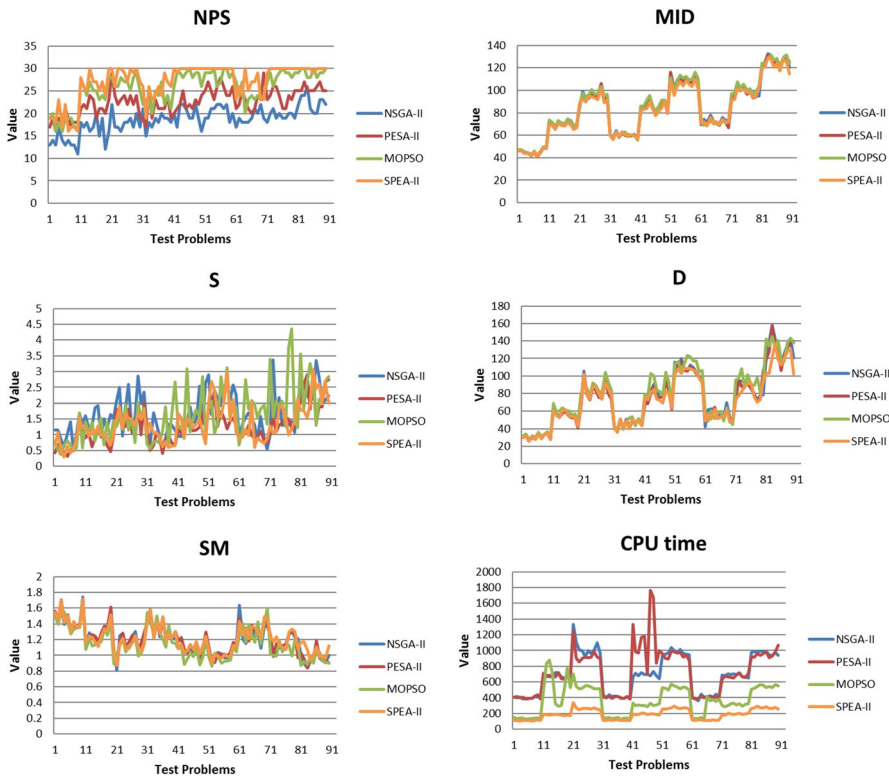 NPS
35
30
25
20
15
10
5
0
Value
1 11 21 31 41 51 61 71 81 91
Test Problems
NSGA-II
PESA-II
MOPSO
SPEA-II
MID
140
120
100
80
60
40
20
0
Value
1 11 21 31 41 51 61 71 81 91
Test Problems
NSGA-II
PESA-II
MOPSO
SPEA-II
S
5
4.5
4
3.5
3
2.5
2
1.5
1
0.5
0
Value
1 11 21 31 41 51 61 71 81 91
Test Problems
NSGA-II
PESA-II
MOPSO
SPEA-II
D
180
160
140
120
100
80
60
40
20
0
Value
1 11 21 31 41 51 61 71 81 91
Test Problems
NSGA-II
PESA-II
MOPSO
SPEA-II
SM
2
1.8
1.6
1.4
1.2
1
0.8
0.6
0.4
0.2
0
Value
1 11 21 31 41 51 61 71 81 91
Test Problems
NSGA-II
PESA-II
MOPSO
SPEA-II
CPU time
2000
1800
1600
1400
1200
1000
800
600
400
200
0
Value
1 11 21 31 41 51 61 71 81 91
Test Problems
NSGA-II
PESA-II
MOPSO
SPEA-II